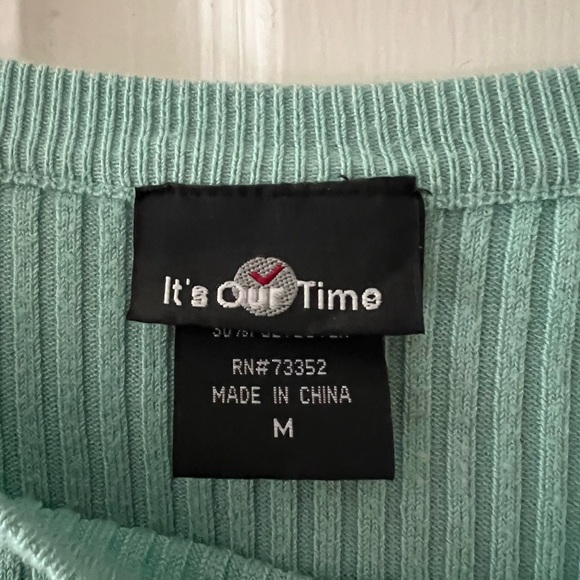 It's Our Time
RN#73352
MADE IN CHINA
M